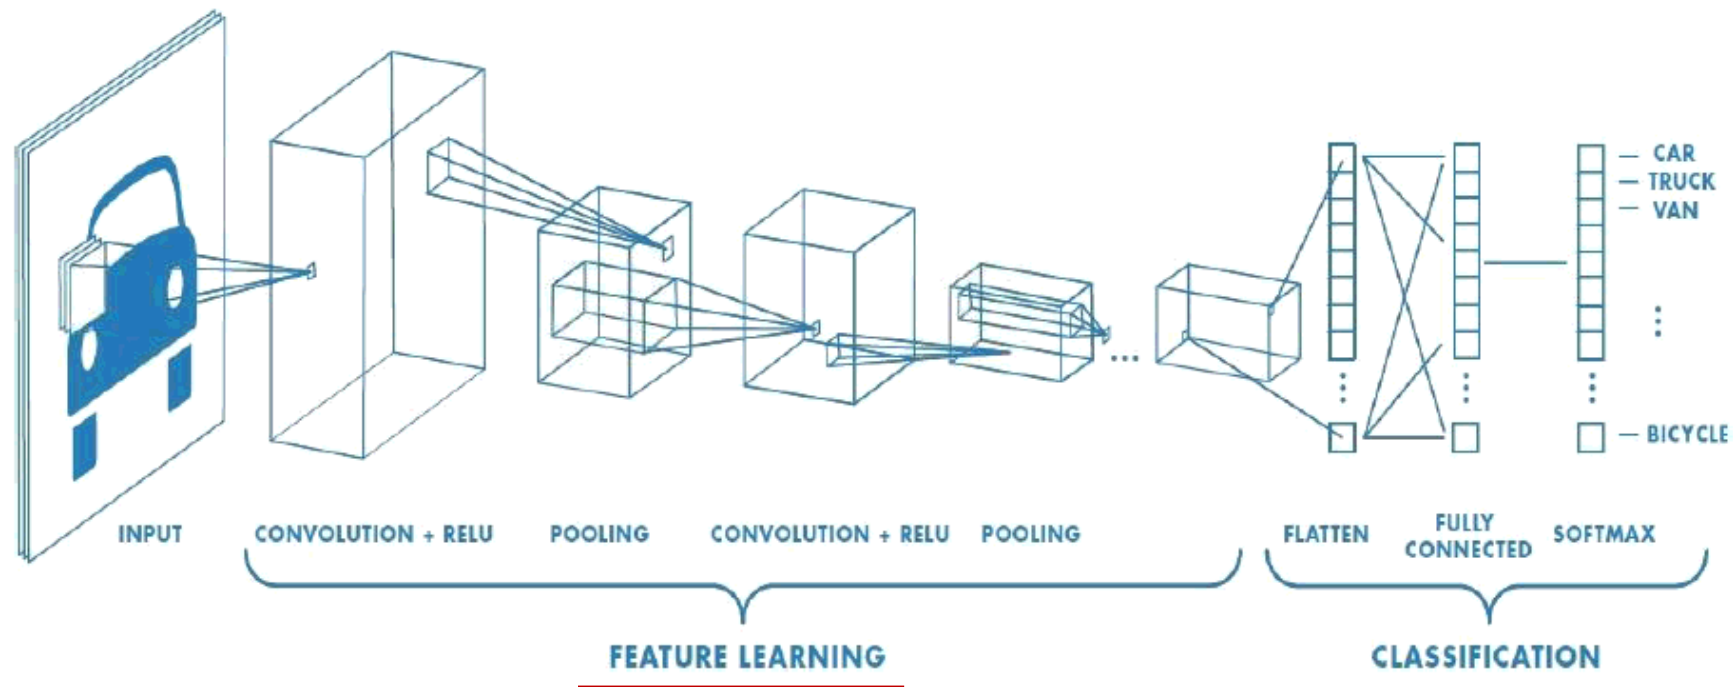 CAR
TRUCK
VAN
BICYCLE
INPUT
CONVOLUTION + RELU
POOLING
CONVOLUTION + RELU
POOLING
FLATTEN
FULLY
CONNECTED
SOFTMAX
FEATURE LEARNING
CLASSIFICATION